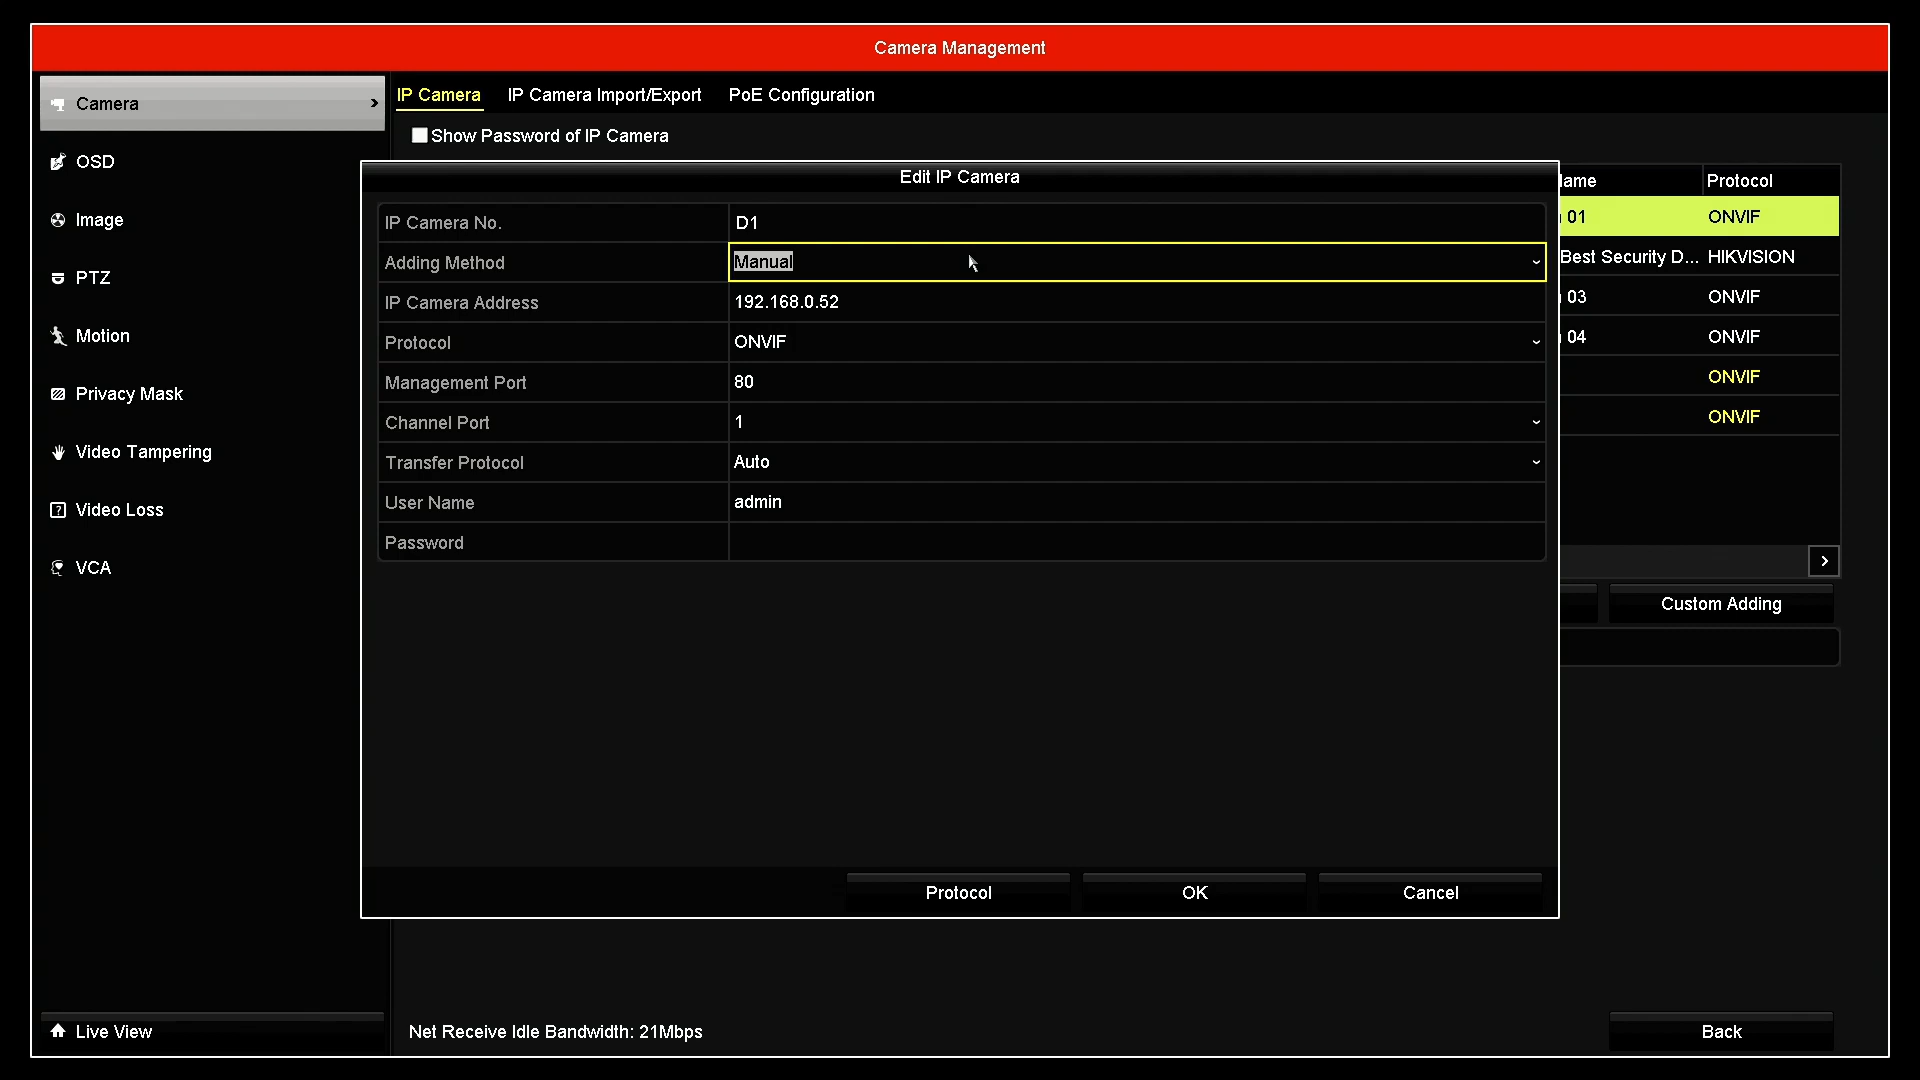 Camera Management
Camera
IP Camera IP Camera Import/Export PoE Configuration
Show Password of IP Camera
OSD
Image
PTZ
Motion
Privacy Mask
Video Tampering
Video Loss
VCA
Edit IP Camera
IP Camera No. D1
Adding Method Manual
IP Camera Address 192.168.0.52
Protocol ONVIF
Management Port 80
Channel Port 1
Transfer Protocol Auto
User Name admin
Password
Protocol OK Cancel
Protocol
01 ONVIF
Best Security D... HIKVISION
03 ONVIF
04 ONVIF
ONVIF
ONVIF
Custom Adding
Live View
Net Receive Idle Bandwidth: 21Mbps
Back